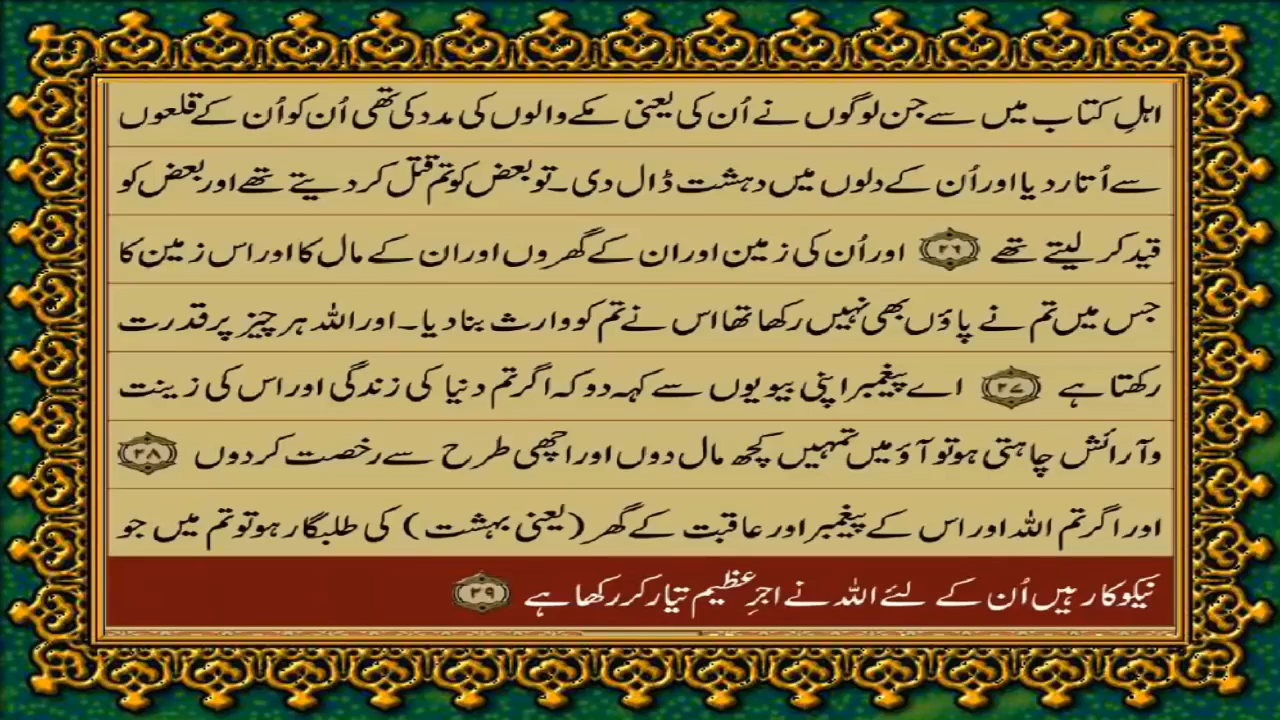 اہلِ کتاب میں سے جن لوگوں نے اُن کی یعنی مکے والوں کی مدد کی تھی اُن کو اُن کے قلعوں
سے اُتار دیا اور اُن کے دلوں میں دہشت ڈال دی۔ تو بعض کو تم قتل کر دیتے تھے اور بعض کو
قید کر لیتے تھے ۲۶ اور اُن کی زمین اور ان کے گھروں اور ان کے مال کا اور اس زمین کا
جس میں تم نے پاؤں بھی نہیں رکھا تھا اس نے تم کو وارث بنا دیا۔ اور اللہ ہر چیز پر قدرت
رکھتا ہے ۲۷ اے پیغمبر اپنی بیویوں سے کہہ دو کہ اگر تم دنیا کی زندگی اور اس کی زینت
و آرائش چاہتی ہو تو آؤ میں تمہیں کچھ مال دوں اور اچھی طرح سے رخصت کر دوں ۲۸
اور اگر تم اللہ اور اس کے پیغمبر اور عاقبت کے گھر (یعنی بہشت) کی طلبگار ہو تو تم میں جو
نیکوکار ہیں اُن کے لئے اللہ نے اجرِ عظیم تیار کر رکھا ہے ۲۹